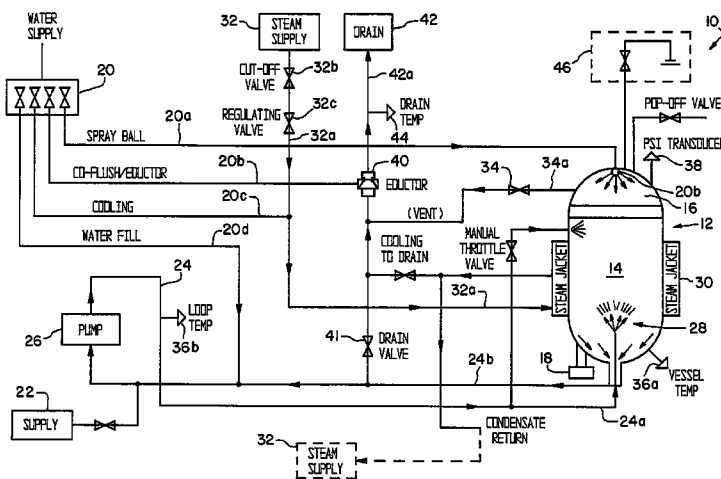 WATER
SUPPLY
20
32
STEAM
SUPPLY
CUT-OFF
VALVE
32b
REGULATING
VALVE
32c
32a
DRAIN
42
42a
DRAIN
TEMP
44
46
10
POP-OFF VALVE
PSI TRANSDUCER
38
SPRAY BALL
20a
CO-FLUSH/EDUCTOR
20b
COOLING
20c
WATER FILL
20d
40
EDUCTOR
34
34a
(VENT)
20b
16
12
COOLING
TO DRAIN
MANUAL
THROTTLE
VALVE
14
STEAM JACKET
STEAM JACKET
30
32a
24
LOOP
TEMP
36b
PUMP
26
41
DRAIN
VALVE
28
18
VESSEL
TEMP
36a
24b
24a
22
SUPPLY
CONDENSATE
RETURN
32
STEAM
SUPPLY